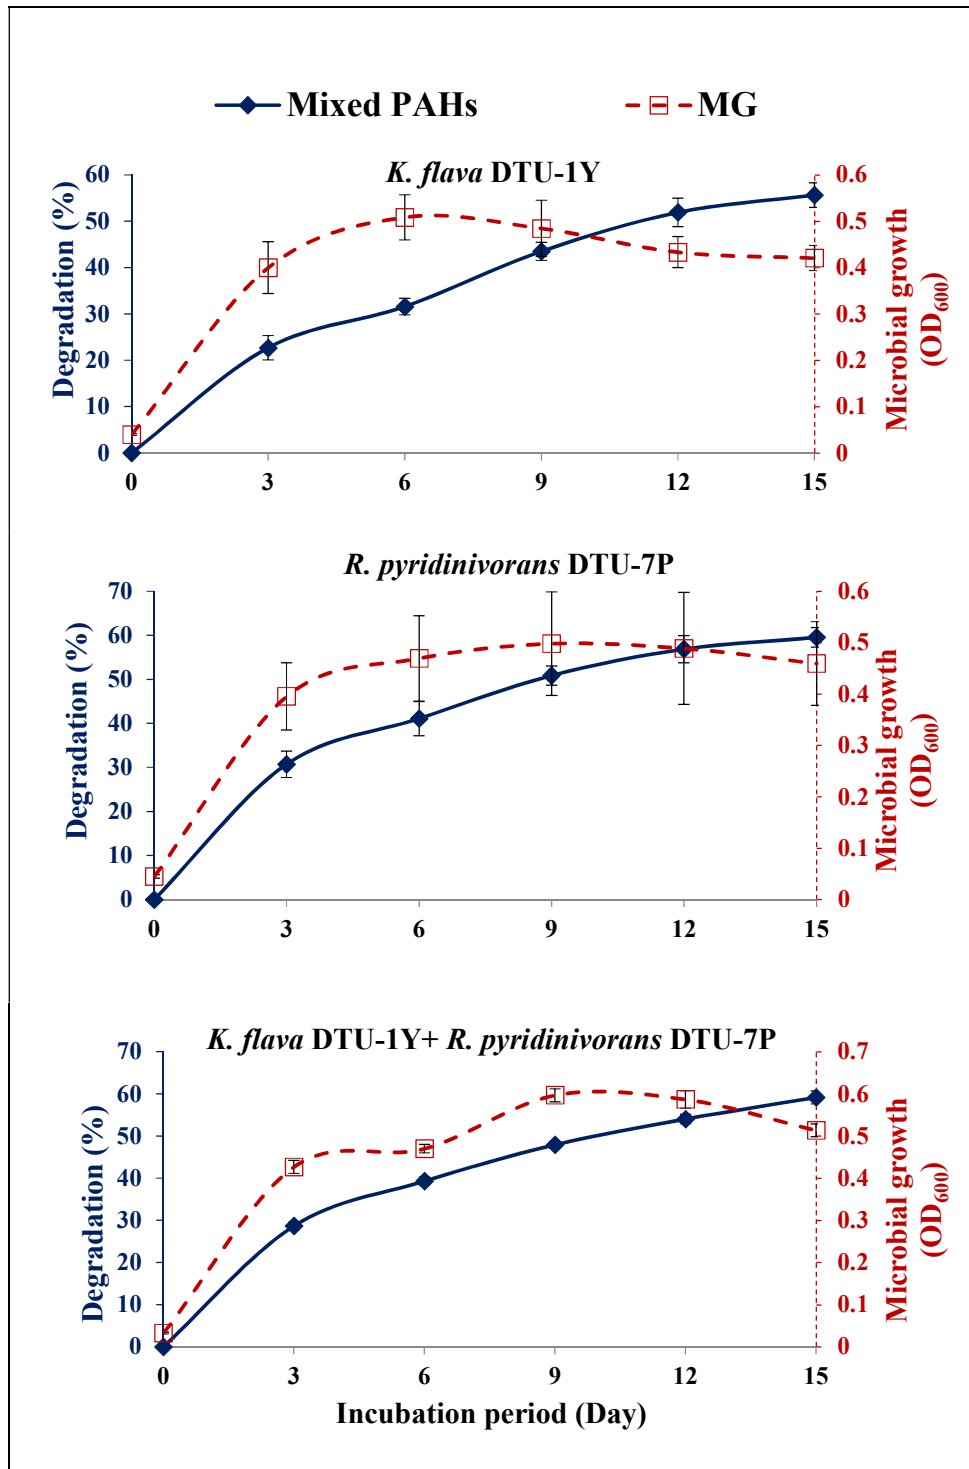 Mixed PAHs MG
K. flava DTU-1Y
Degradation (%)
60
50
40
30
20
10
0
0.6
0.5
0.4
0.3
0.2
0.1
0
Microbial growth
(OD600)
0 3 6 9 12 15
R. pyridinivorans DTU-7P
Degradation (%)
70
60
50
40
30
20
10
0
0.6
0.5
0.4
0.3
0.2
0.1
0
Microbial growth
(OD600)
0 3 6 9 12 15
K. flava DTU-1Y+ R. pyridinivorans DTU-7P
Degradation (%)
70
60
50
40
30
20
10
0
0.7
0.6
0.5
0.4
0.3
0.2
0.1
0
Microbial growth
(OD600)
0 3 6 9 12 15
Incubation period (Day)